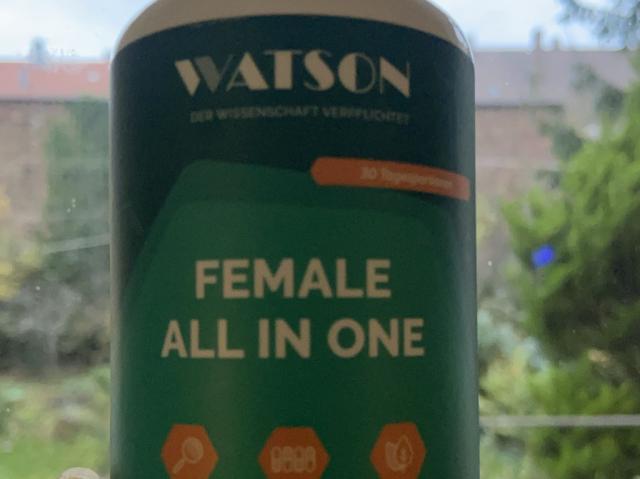 WATSON
DER WISSENSCHAFT VERPFLICHTET
30 Tagesportionen
FEMALE
ALL IN ONE